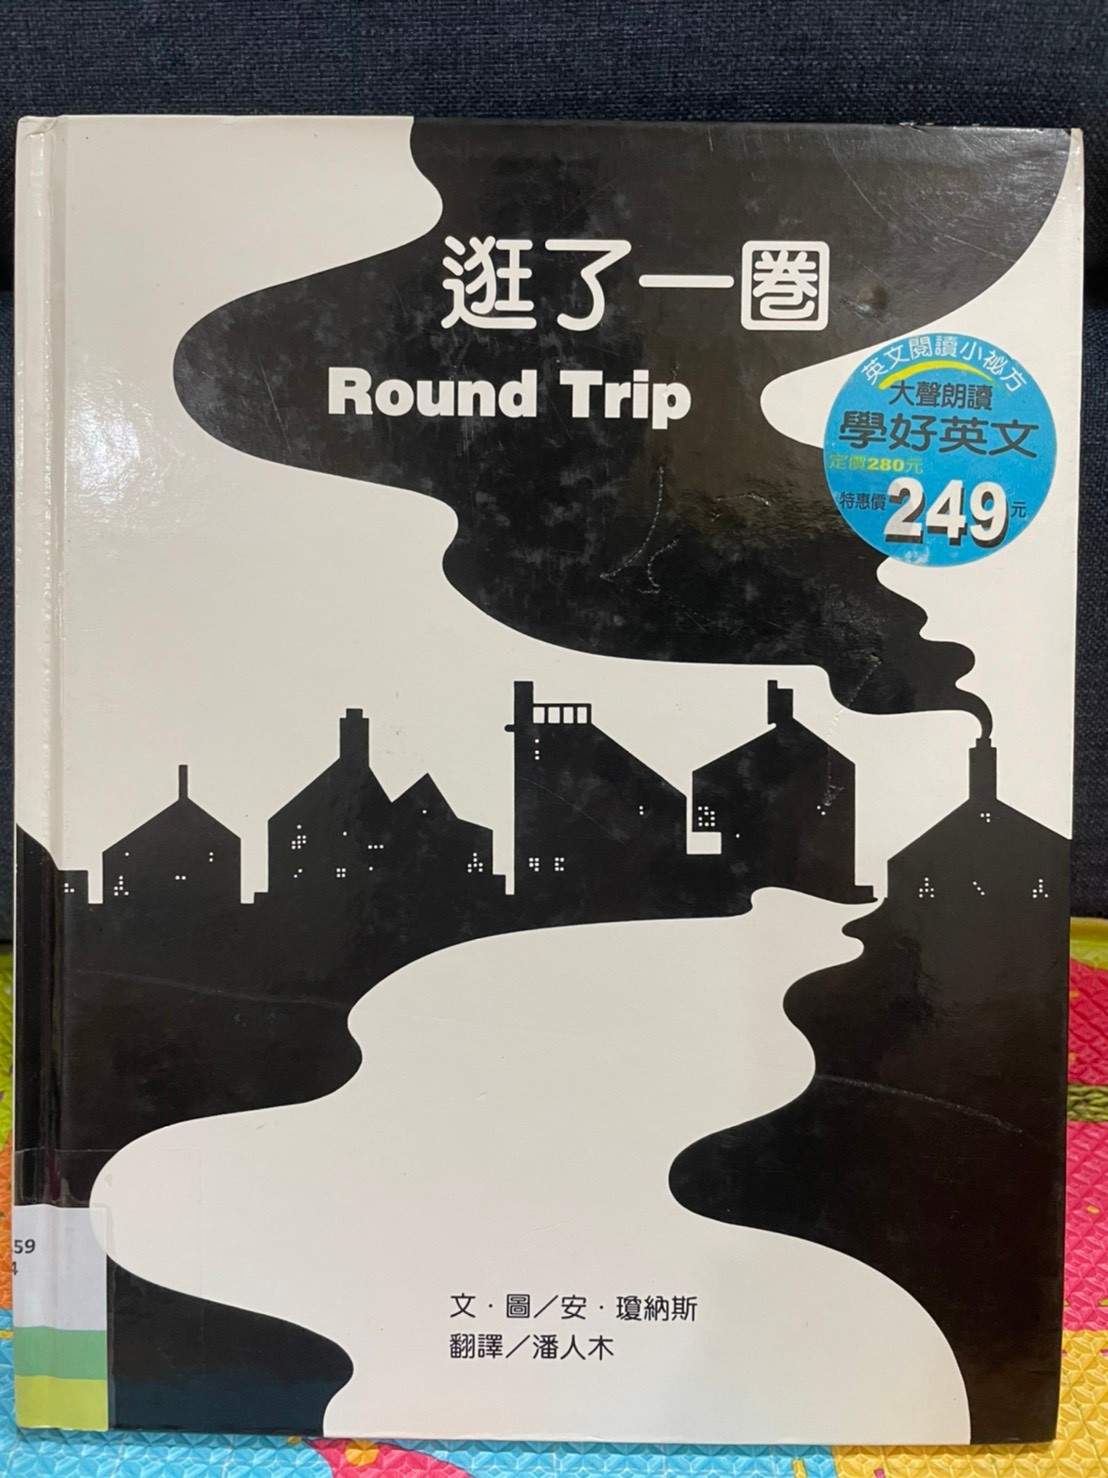 逛了一圈
Round Trip
英文閱讀小祕方
大聲朗讀
學好英文
定價280元
特惠價249元
文．圖／安．瓊納斯
翻譯／潘人木
59
4